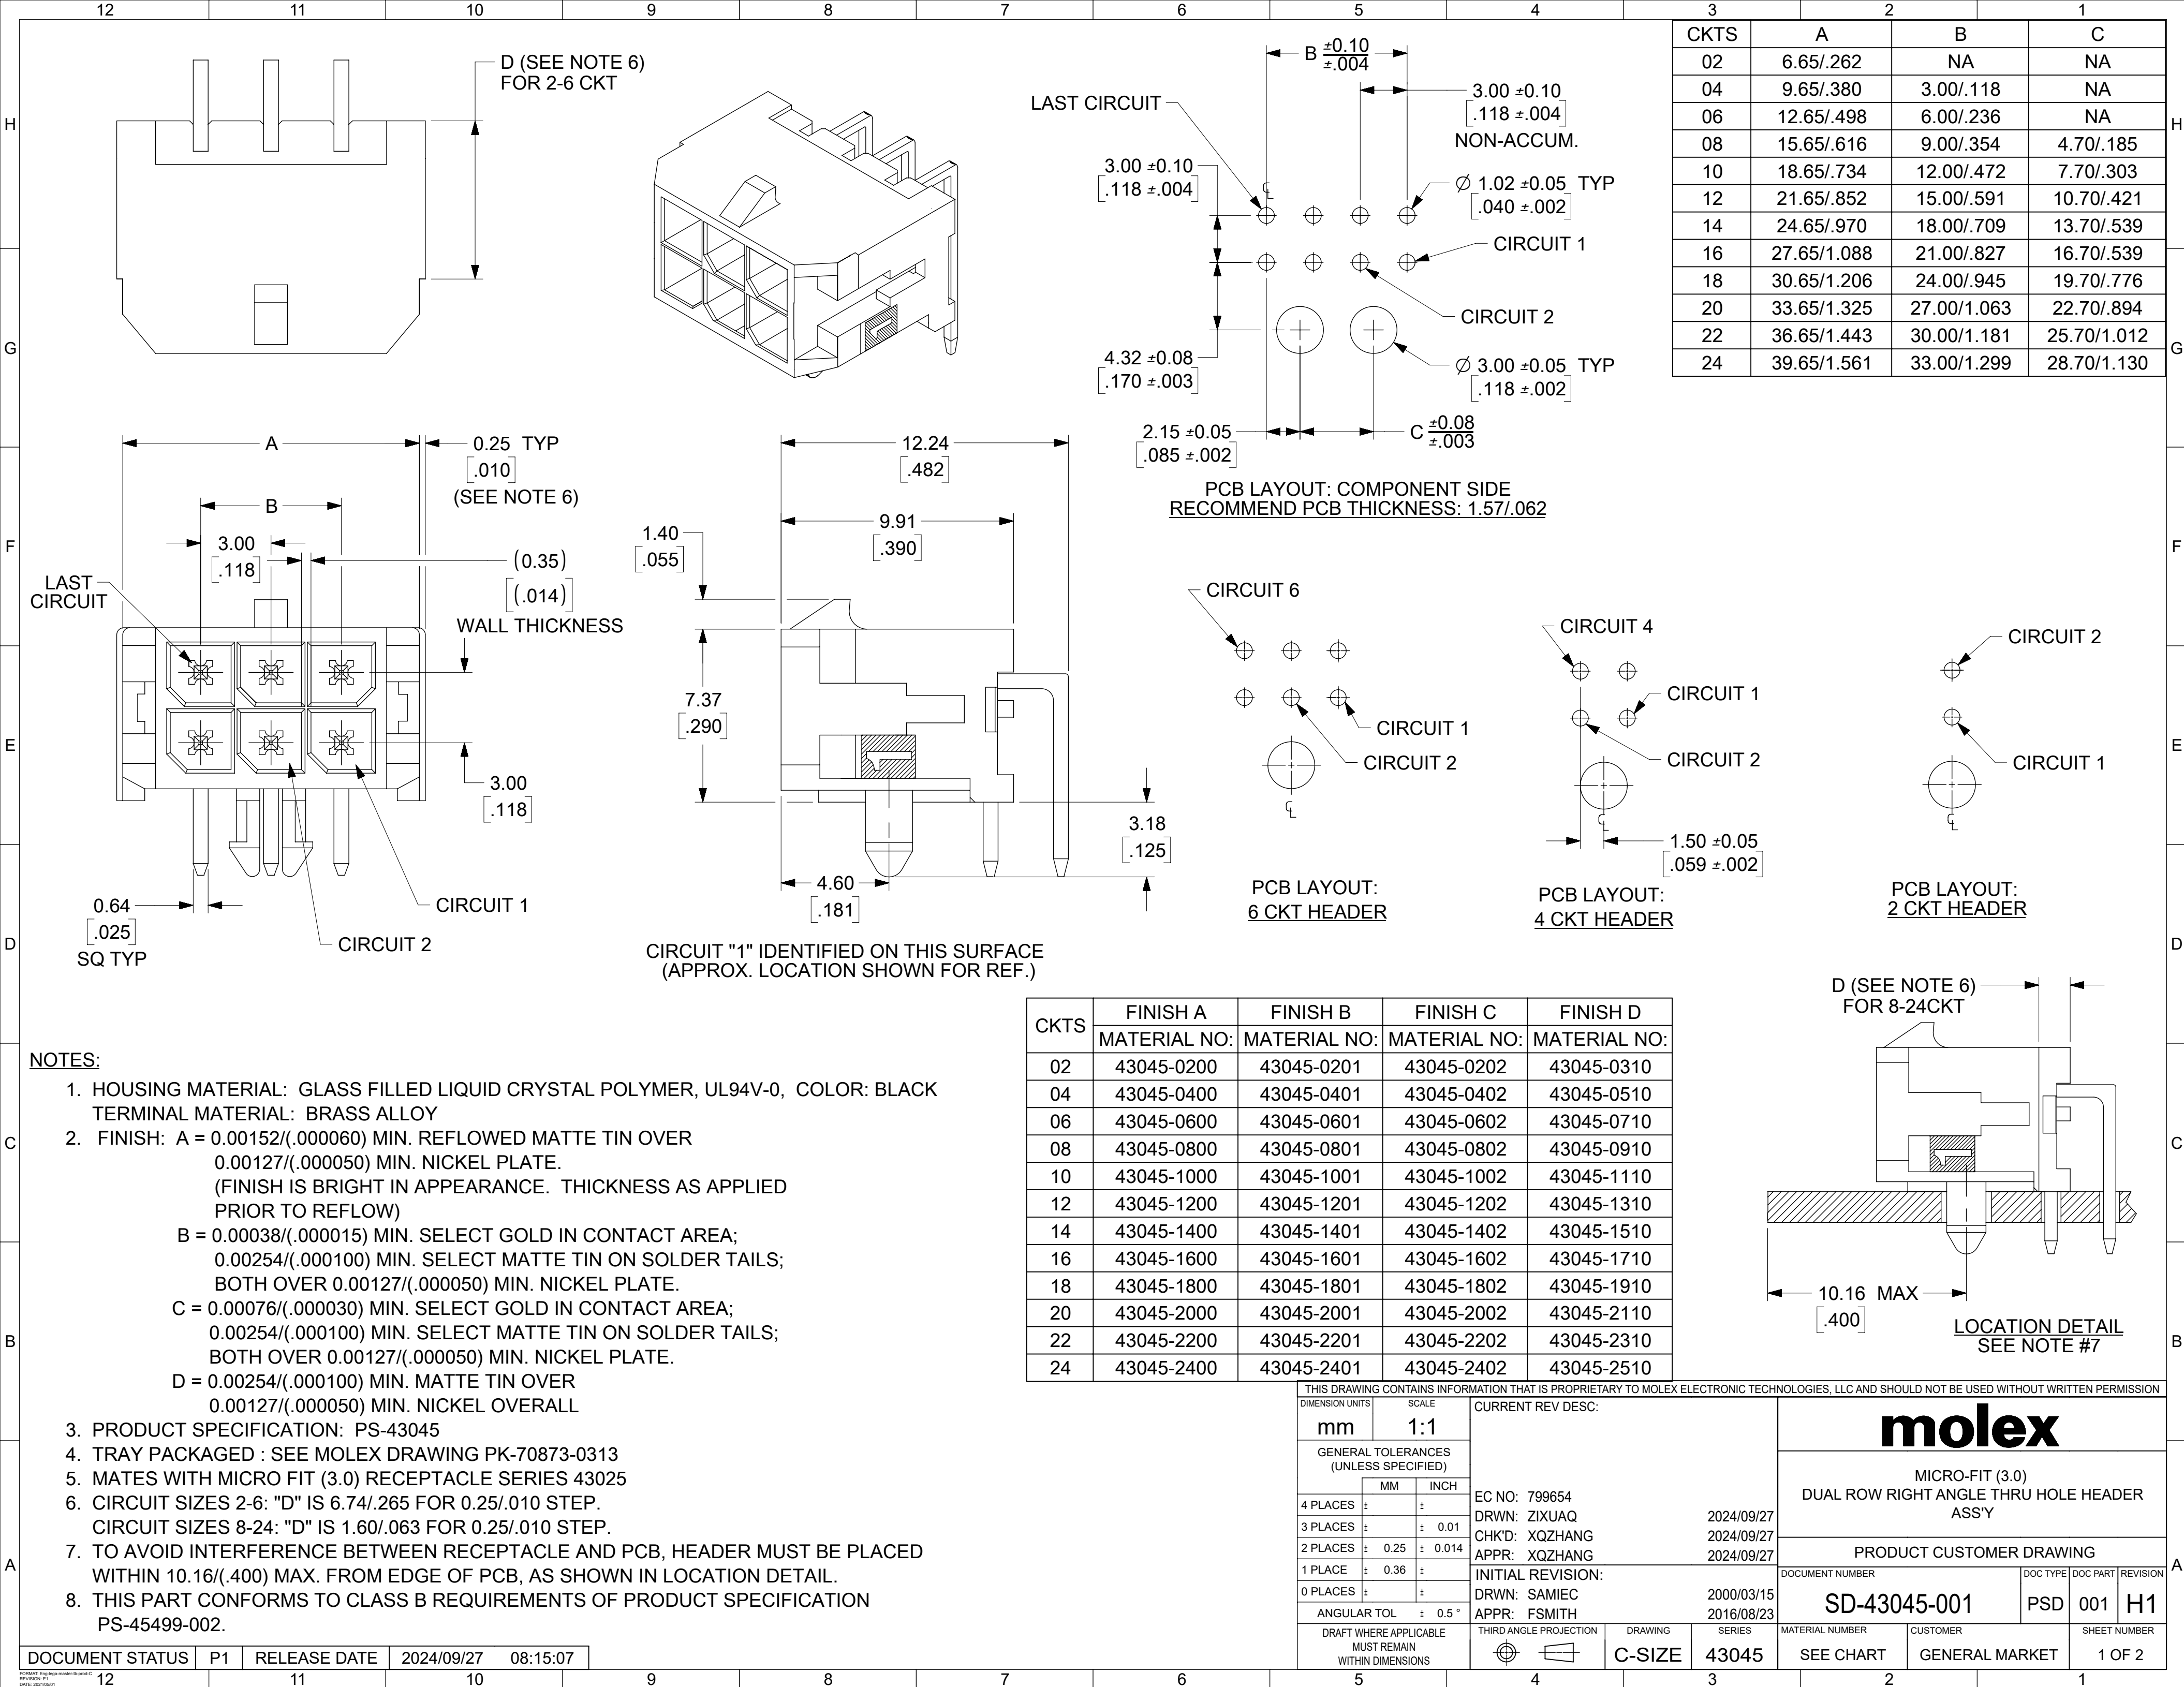 12 11 10 9 8 7 6 5 4 3 2 1
H
G
F
E
D
C
B
A
D (SEE NOTE 6)
FOR 2-6 CKT
B ±0.10
±.004
3.00 ±0.10
[.118 ±.004]
NON-ACCUM.
LAST CIRCUIT
3.00 ±0.10
[.118 ±.004]
℄
Ø 1.02 ±0.05 TYP
[.040 ±.002]
CIRCUIT 1
CIRCUIT 2
4.32 ±0.08
[.170 ±.003]
Ø 3.00 ±0.05 TYP
[.118 ±.002]
2.15 ±0.05
[.085 ±.002]
C ±0.08
±.003
PCB LAYOUT: COMPONENT SIDE
RECOMMEND PCB THICKNESS: 1.57/.062
CKTS A B C
02 6.65/.262 NA NA
04 9.65/.380 3.00/.118 NA
06 12.65/.498 6.00/.236 NA
08 15.65/.616 9.00/.354 4.70/.185
10 18.65/.734 12.00/.472 7.70/.303
12 21.65/.852 15.00/.591 10.70/.421
14 24.65/.970 18.00/.709 13.70/.539
16 27.65/1.088 21.00/.827 16.70/.539
18 30.65/1.206 24.00/.945 19.70/.776
20 33.65/1.325 27.00/1.063 22.70/.894
22 36.65/1.443 30.00/1.181 25.70/1.012
24 39.65/1.561 33.00/1.299 28.70/1.130
A
0.25 TYP
[.010]
(SEE NOTE 6)
B
3.00
[.118]
(0.35)
[(.014)]
WALL THICKNESS
LAST
CIRCUIT
3.00
[.118]
0.64
[.025]
SQ TYP
CIRCUIT 1
CIRCUIT 2
12.24
[.482]
9.91
[.390]
1.40
[.055]
7.37
[.290]
3.18
[.125]
4.60
[.181]
CIRCUIT "1" IDENTIFIED ON THIS SURFACE
(APPROX. LOCATION SHOWN FOR REF.)
CIRCUIT 6
CIRCUIT 1
CIRCUIT 2
℄
PCB LAYOUT:
6 CKT HEADER
CIRCUIT 4
CIRCUIT 1
CIRCUIT 2
℄
1.50 ±0.05
[.059 ±.002]
PCB LAYOUT:
4 CKT HEADER
CIRCUIT 2
CIRCUIT 1
℄
PCB LAYOUT:
2 CKT HEADER
D (SEE NOTE 6)
FOR 8-24CKT
10.16 MAX
[.400]
LOCATION DETAIL
SEE NOTE #7
CKTS FINISH A FINISH B FINISH C FINISH D
MATERIAL NO: MATERIAL NO: MATERIAL NO: MATERIAL NO:
02 43045-0200 43045-0201 43045-0202 43045-0310
04 43045-0400 43045-0401 43045-0402 43045-0510
06 43045-0600 43045-0601 43045-0602 43045-0710
08 43045-0800 43045-0801 43045-0802 43045-0910
10 43045-1000 43045-1001 43045-1002 43045-1110
12 43045-1200 43045-1201 43045-1202 43045-1310
14 43045-1400 43045-1401 43045-1402 43045-1510
16 43045-1600 43045-1601 43045-1602 43045-1710
18 43045-1800 43045-1801 43045-1802 43045-1910
20 43045-2000 43045-2001 43045-2002 43045-2110
22 43045-2200 43045-2201 43045-2202 43045-2310
24 43045-2400 43045-2401 43045-2402 43045-2510
NOTES:
1. HOUSING MATERIAL: GLASS FILLED LIQUID CRYSTAL POLYMER, UL94V-0, COLOR: BLACK
TERMINAL MATERIAL: BRASS ALLOY
2. FINISH: A = 0.00152/(.000060) MIN. REFLOWED MATTE TIN OVER
0.00127/(.000050) MIN. NICKEL PLATE.
(FINISH IS BRIGHT IN APPEARANCE. THICKNESS AS APPLIED
PRIOR TO REFLOW)
B = 0.00038/(.000015) MIN. SELECT GOLD IN CONTACT AREA;
0.00254/(.000100) MIN. SELECT MATTE TIN ON SOLDER TAILS;
BOTH OVER 0.00127/(.000050) MIN. NICKEL PLATE.
C = 0.00076/(.000030) MIN. SELECT GOLD IN CONTACT AREA;
0.00254/(.000100) MIN. SELECT MATTE TIN ON SOLDER TAILS;
BOTH OVER 0.00127/(.000050) MIN. NICKEL PLATE.
D = 0.00254/(.000100) MIN. MATTE TIN OVER
0.00127/(.000050) MIN. NICKEL OVERALL
3. PRODUCT SPECIFICATION: PS-43045
4. TRAY PACKAGED : SEE MOLEX DRAWING PK-70873-0313
5. MATES WITH MICRO FIT (3.0) RECEPTACLE SERIES 43025
6. CIRCUIT SIZES 2-6: "D" IS 6.74/.265 FOR 0.25/.010 STEP.
CIRCUIT SIZES 8-24: "D" IS 1.60/.063 FOR 0.25/.010 STEP.
7. TO AVOID INTERFERENCE BETWEEN RECEPTACLE AND PCB, HEADER MUST BE PLACED
WITHIN 10.16/(.400) MAX. FROM EDGE OF PCB, AS SHOWN IN LOCATION DETAIL.
8. THIS PART CONFORMS TO CLASS B REQUIREMENTS OF PRODUCT SPECIFICATION
PS-45499-002.
THIS DRAWING CONTAINS INFORMATION THAT IS PROPRIETARY TO MOLEX ELECTRONIC TECHNOLOGIES, LLC AND SHOULD NOT BE USED WITHOUT WRITTEN PERMISSION
DIMENSION UNITS SCALE
mm 1:1
GENERAL TOLERANCES
(UNLESS SPECIFIED)
MM INCH
4 PLACES ± ±
3 PLACES ± ± 0.01
2 PLACES ± 0.25 ± 0.014
1 PLACE ± 0.36 ±
0 PLACES ± ±
ANGULAR TOL ± 0.5 °
DRAFT WHERE APPLICABLE
MUST REMAIN
WITHIN DIMENSIONS
CURRENT REV DESC:
EC NO: 799654
DRWN: ZIXUAQ 2024/09/27
CHK'D: XQZHANG 2024/09/27
APPR: XQZHANG 2024/09/27
INITIAL REVISION:
DRWN: SAMIEC 2000/03/15
APPR: FSMITH 2016/08/23
THIRD ANGLE PROJECTION DRAWING SERIES
C-SIZE 43045
molex
MICRO-FIT (3.0)
DUAL ROW RIGHT ANGLE THRU HOLE HEADER
ASS'Y
PRODUCT CUSTOMER DRAWING
DOCUMENT NUMBER DOC TYPE DOC PART REVISION
SD-43045-001 PSD 001 H1
MATERIAL NUMBER CUSTOMER SHEET NUMBER
SEE CHART GENERAL MARKET 1 OF 2
DOCUMENT STATUS P1 RELEASE DATE 2024/09/27 08:15:07
FORMAT: Eng-lega-master-tb-prod-C
REVISION: E1
DATE: 2021/05/01
12 11 10 9 8 7 6 5 4 3 2 1
H
G
F
E
D
C
B
A